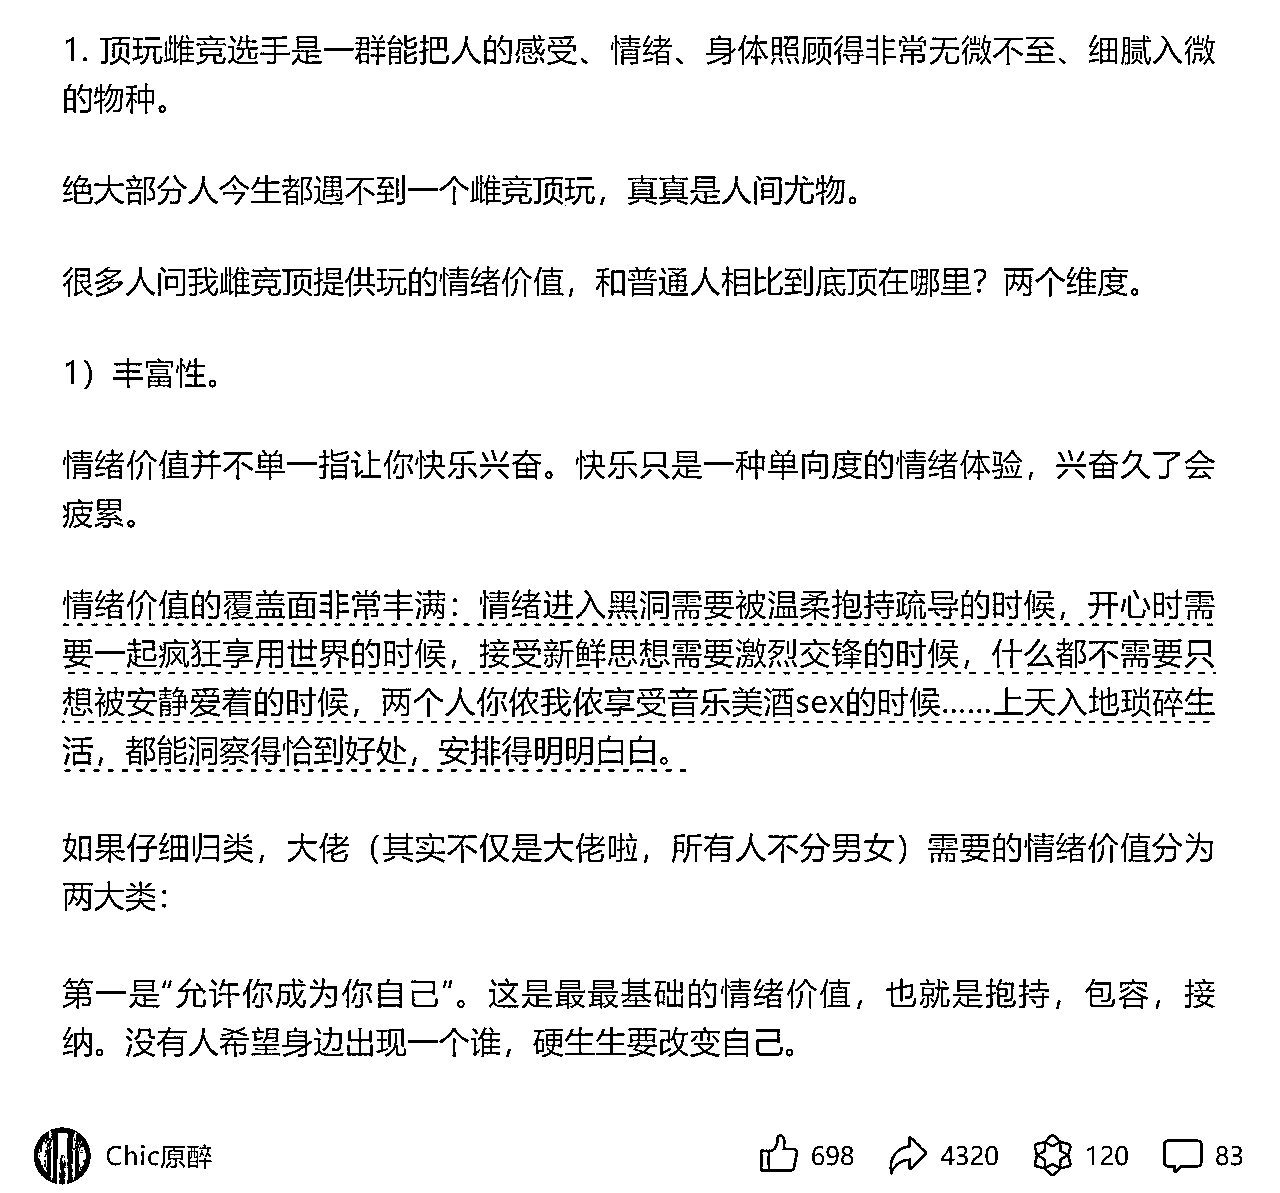 1. 顶玩雌竞选手是一群能把人的感受、情绪、身体照顾得非常无微不至、细腻入微
的物种。
绝大部分人今生都遇不到一个雌竞顶玩，真真是人间尤物。
很多人问我雌竞顶提供玩的情绪价值，和普通人相比到底顶在哪里？两个维度。
1）丰富性。
情绪价值并不单一指让你快乐兴奋。快乐只是一种单向度的情绪体验，兴奋久了会
疲累。
情绪价值的覆盖面非常丰满：情绪进入黑洞需要被温柔抱持疏导的时候，开心时需
要一起疯狂享用世界的时候，接受新鲜思想需要激烈交锋的时候，什么都不需要只
想被安静爱着的时候，两个人你侬我侬享受音乐美酒sex的时候……上天入地琐碎生
活，都能洞察得恰到好处，安排得明明白白。
如果仔细归类，大佬（其实不仅是大佬啦，所有人不分男女）需要的情绪价值分为
两大类：
第一是“允许你成为你自己”。这是最最基础的情绪价值，也就是抱持，包容，接
纳。没有人希望身边出现一个谁，硬生生要改变自己。
Chic原醉 698 4320 120 83